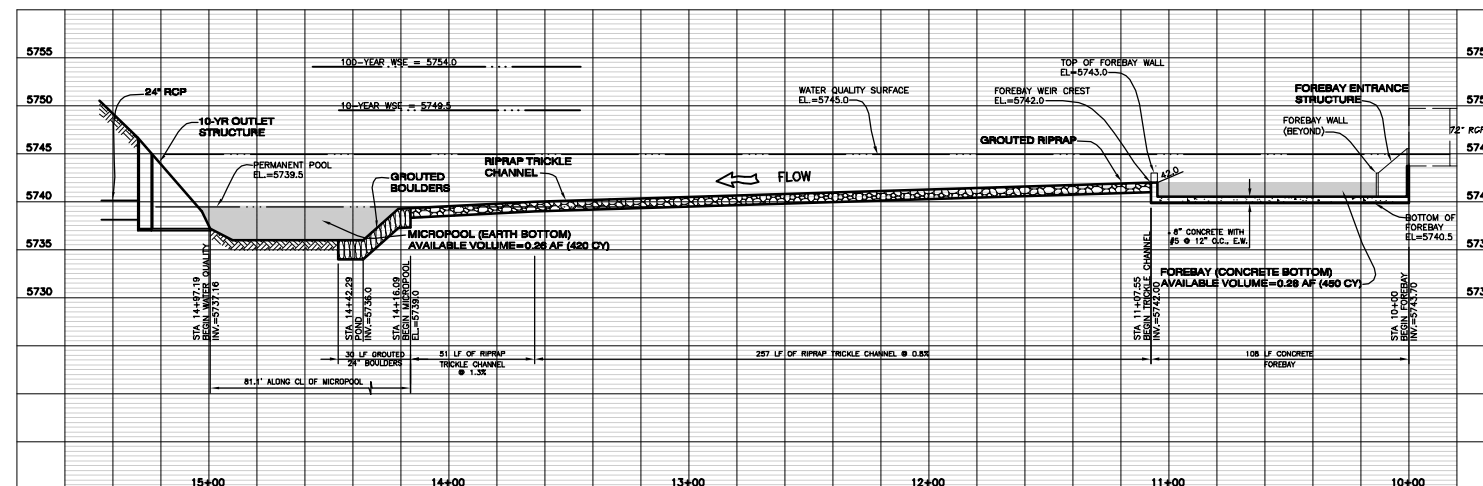 5755
5750
5745
5740
5735
5730
100-YEAR WSE = 5754.0
10-YEAR WSE = 5749.5
24" RCP
10-YR OUTLET
STRUCTURE
PERMANENT POOL
EL.=5739.5
GROUTED
BOULDERS
RIPRAP TRICKLE
CHANNEL
MICROPOOL (EARTH BOTTOM)
AVAILABLE VOLUME=0.26 AF (420 CY)
FLOW
WATER QUALITY SURFACE
EL.=5745.0
TOP OF FOREBAY WALL
EL=5743.0
FOREBAY WEIR CREST
EL.=5742.0
GROUTED RIPRAP
42.0
FOREBAY ENTRANCE
STRUCTURE
FOREBAY WALL
(BEYOND)
72" RCP
BOTTOM OF
FOREBAY
EL=5740.5
8" CONCRETE WITH
#5 @ 12" O.C., E.W.
FOREBAY (CONCRETE BOTTOM)
AVAILABLE VOLUME=0.28 AF (450 CY)
STA 14+97.19
BEGIN WATER QUALITY
INV.=5737.16
STA 14+42.29
POND
INV.=5736.0
STA 14+16.09
BEGIN MICROPOOL
EL.=5739.0
STA 11+07.55
BEGIN TRICKLE CHANNEL
INV.=5742.00
STA 10+00
BEGIN FOREBAY
INV.=5743.70
30 LF GROUTED
24" BOULDERS
51 LF OF RIPRAP
TRICKLE CHANNEL
@ 1.3%
257 LF OF RIPRAP TRICKLE CHANNEL @ 0.8%
108 LF CONCRETE
FOREBAY
81.1' ALONG CL OF MICROPOOL
15+00
14+00
13+00
12+00
11+00
10+00